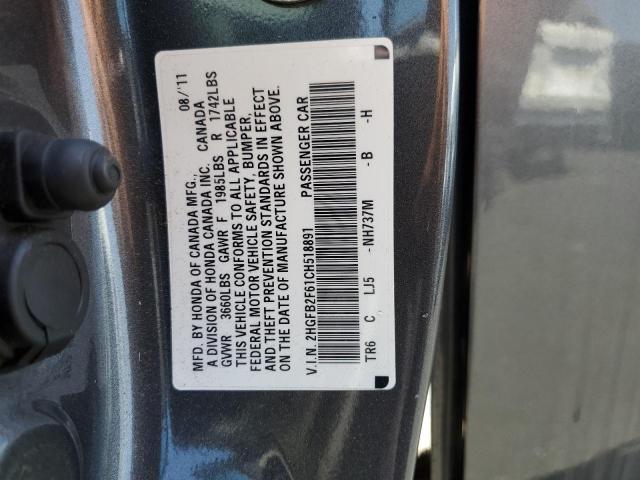 MFD. BY HONDA OF CANADA MFG., 08/'11
A DIVISION OF HONDA CANADA INC. CANADA
GVWR 3660LBS GAWR F 1985LBS R 1742LBS
THIS VEHICLE CONFORMS TO ALL APPLICABLE
FEDERAL MOTOR VEHICLE SAFETY, BUMPER,
AND THEFT PREVENTION STANDARDS IN EFFECT
ON THE DATE OF MANUFACTURE SHOWN ABOVE.
V.I.N. 2HGFB2F61CH518891 PASSENGER CAR
TR6 C LJ5 -NH737M -B -H